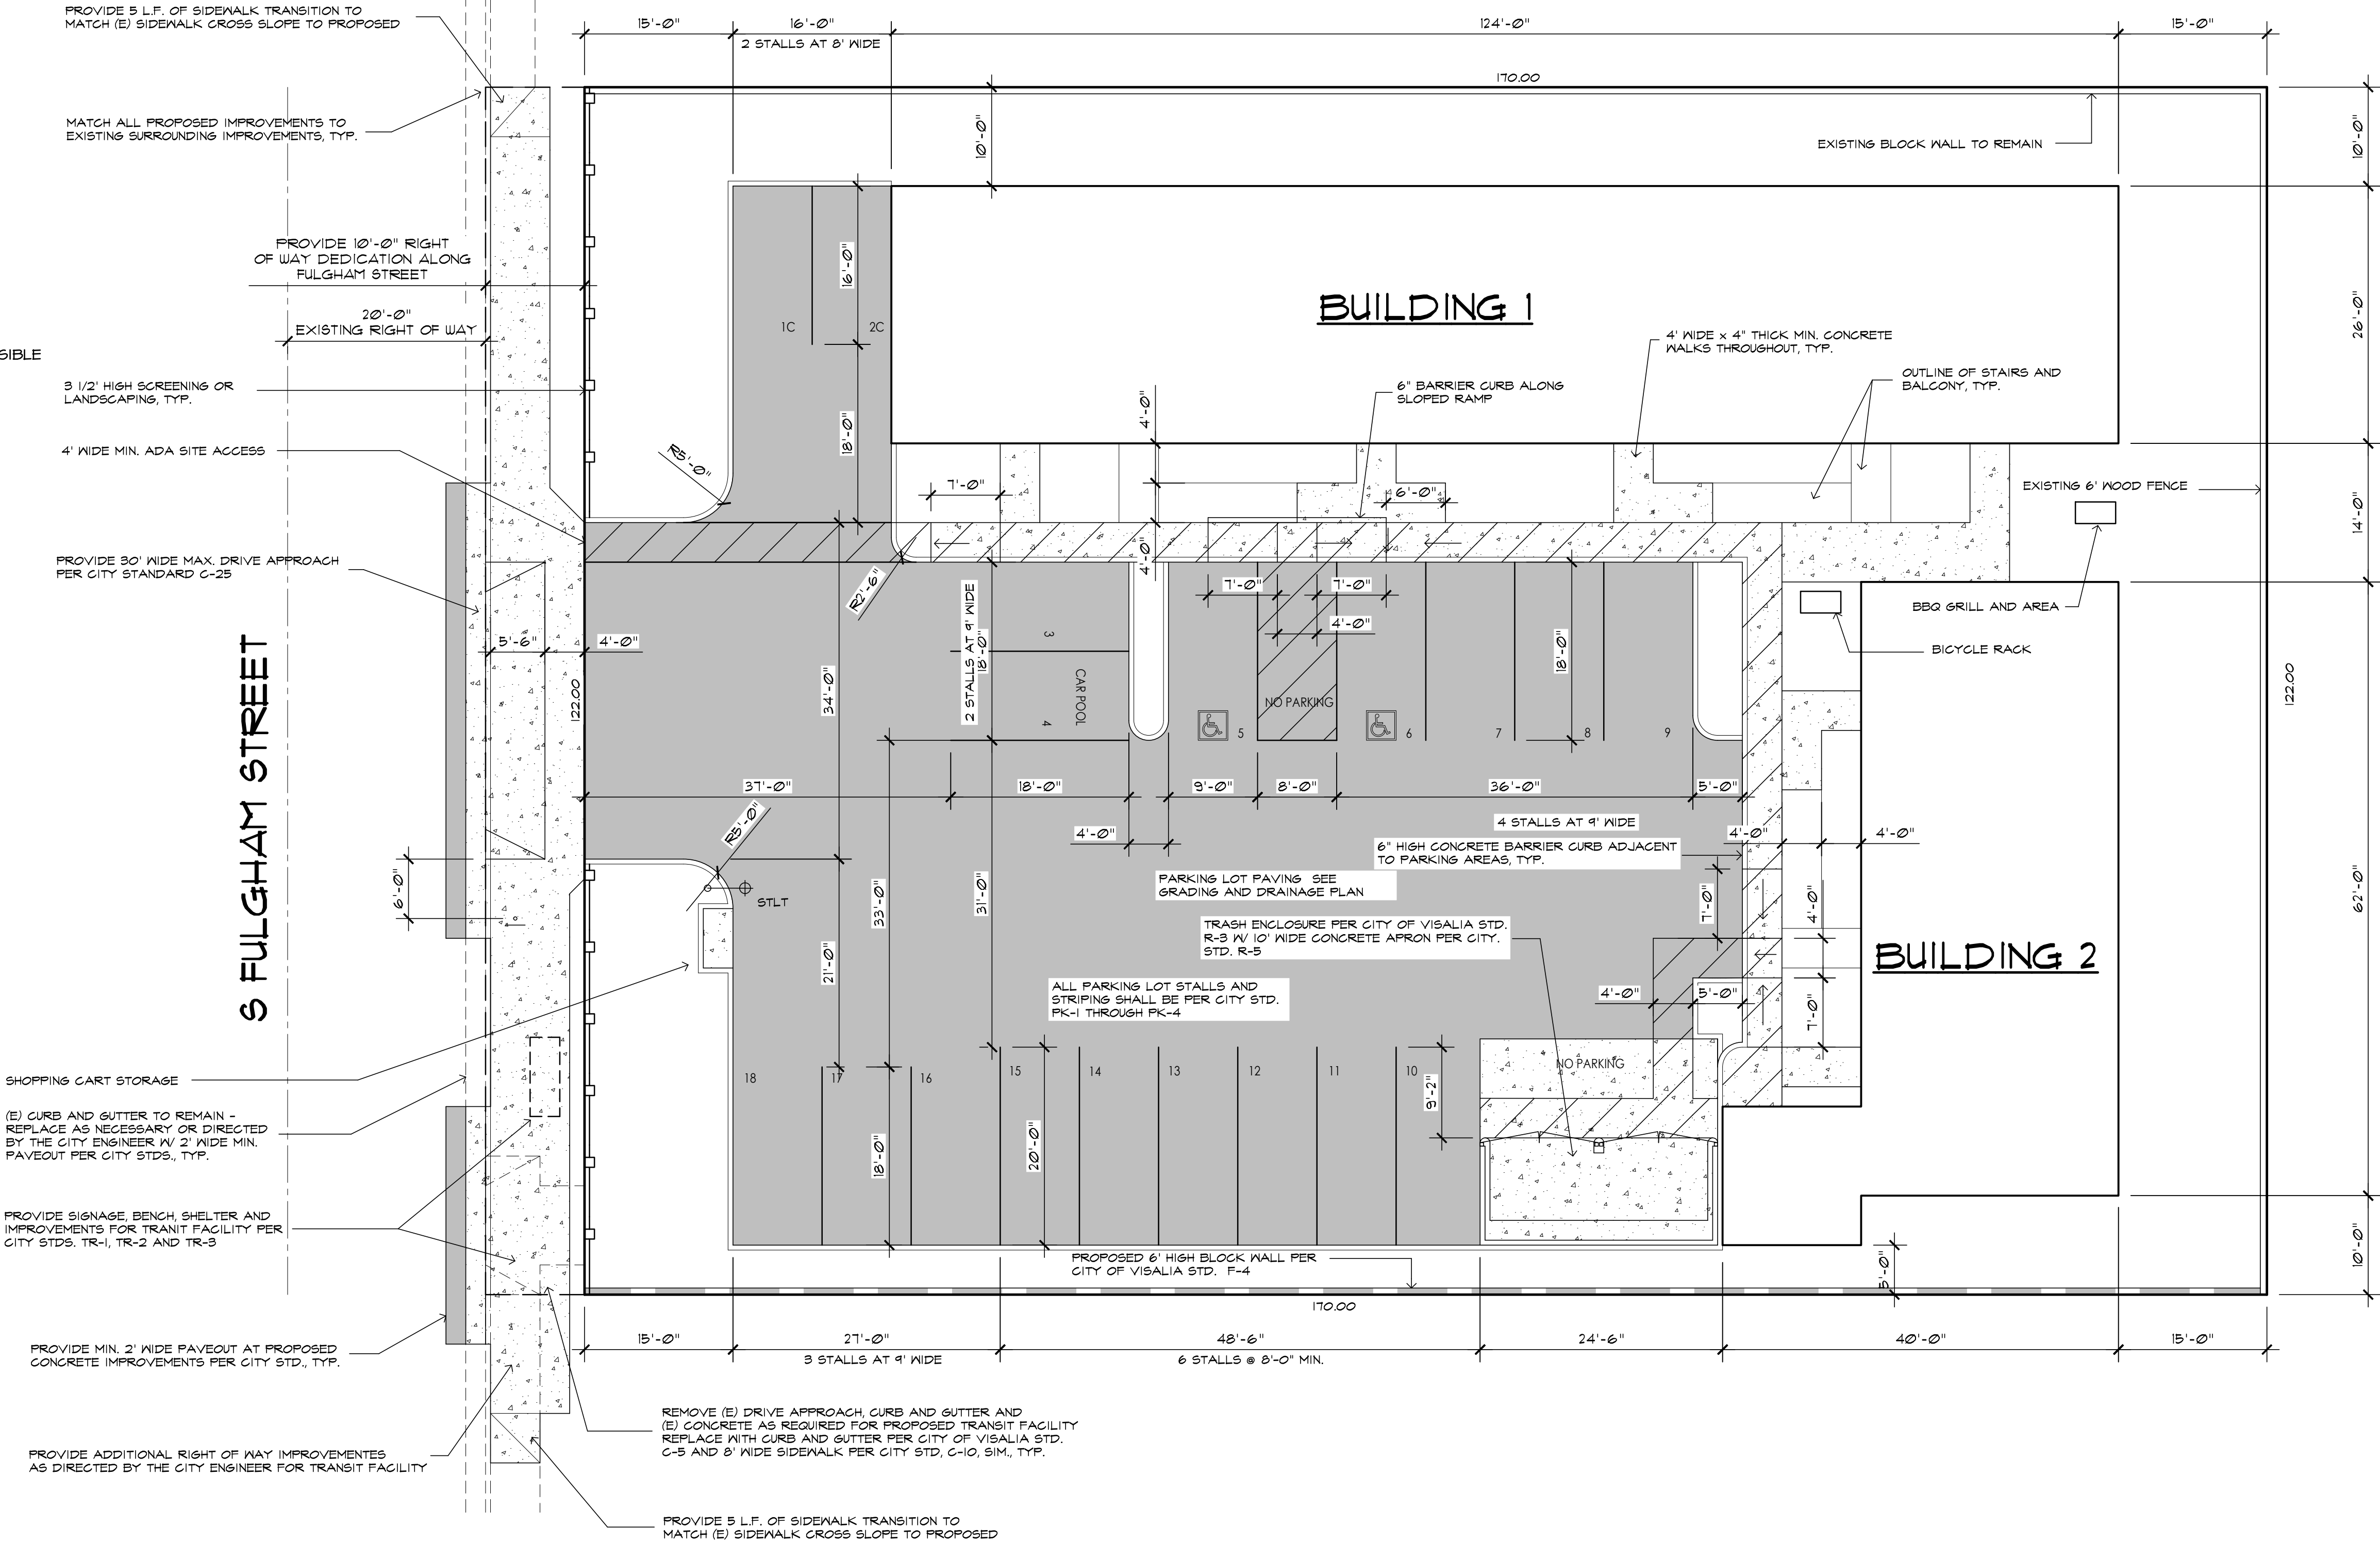 PROVIDE 5 L.F. OF SIDEWALK TRANSITION TO
MATCH (E) SIDEWALK CROSS SLOPE TO PROPOSED
15'-0"
16'-0"
124'-0"
15'-0"
2 STALLS AT 8' WIDE
170.00
MATCH ALL PROPOSED IMPROVEMENTS TO
EXISTING SURROUNDING IMPROVEMENTS, TYP.
10'-0"
EXISTING BLOCK WALL TO REMAIN
10'-0"
PROVIDE 10'-0" RIGHT
OF WAY DEDICATION ALONG
FULGHAM STREET
20'-0"
EXISTING RIGHT OF WAY
16'-0"
1C
2C
BUILDING 1
26'-0"
SIBLE
4' WIDE x 4" THICK MIN. CONCRETE
WALKS THROUGHOUT, TYP.
3 1/2' HIGH SCREENING OR
LANDSCAPING, TYP.
6" BARRIER CURB ALONG
SLOPED RAMP
OUTLINE OF STAIRS AND
BALCONY, TYP.
4' WIDE MIN. ADA SITE ACCESS
R5'-0"
18'-0"
4'-0"
7'-0"
6'-0"
EXISTING 6' WOOD FENCE
14'-0"
PROVIDE 30' WIDE MAX. DRIVE APPROACH
PER CITY STANDARD C-25
R2'-6"
4'-0"
7'-0"
7'-0"
4'-0"
BBQ GRILL AND AREA
BICYCLE RACK
5'-6"
4'-0"
122.00
34'-0"
2 STALLS AT 9' WIDE
18'-0"
3
CAR POOL
4
NO PARKING
5
6
7
8
9
18'-0"
122.00
S FULGHAM STREET
37'-0"
18'-0"
9'-0"
8'-0"
36'-0"
5'-0"
4'-0"
4 STALLS AT 9' WIDE
4'-0"
4'-0"
6" HIGH CONCRETE BARRIER CURB ADJACENT
TO PARKING AREAS, TYP.
R5'-0"
6'-0"
STLT
PARKING LOT PAVING SEE
GRADING AND DRAINAGE PLAN
33'-0"
31'-0"
7'-0"
4'-0"
62'-0"
TRASH ENCLOSURE PER CITY OF VISALIA STD.
R-3 W/ 10' WIDE CONCRETE APRON PER CITY.
STD. R-5
BUILDING 2
21'-0"
ALL PARKING LOT STALLS AND
STRIPING SHALL BE PER CITY STD.
PK-1 THROUGH PK-4
4'-0"
5'-0"
7'-0"
SHOPPING CART STORAGE
18
17
16
15
14
13
12
11
10
9'-2"
NO PARKING
(E) CURB AND GUTTER TO REMAIN -
REPLACE AS NECESSARY OR DIRECTED
BY THE CITY ENGINEER W/ 2' WIDE MIN.
PAVEOUT PER CITY STDS., TYP.
18'-0"
20'-0"
PROVIDE SIGNAGE, BENCH, SHELTER AND
IMPROVEMENTS FOR TRANIT FACILITY PER
CITY STDS. TR-1, TR-2 AND TR-3
PROPOSED 6' HIGH BLOCK WALL PER
CITY OF VISALIA STD. F-4
5'-0"
10'-0"
170.00
PROVIDE MIN. 2' WIDE PAVEOUT AT PROPOSED
CONCRETE IMPROVEMENTS PER CITY STD., TYP.
15'-0"
27'-0"
48'-6"
24'-6"
40'-0"
15'-0"
3 STALLS AT 9' WIDE
6 STALLS @ 8'-0" MIN.
REMOVE (E) DRIVE APPROACH, CURB AND GUTTER AND
(E) CONCRETE AS REQUIRED FOR PROPOSED TRANSIT FACILITY
REPLACE WITH CURB AND GUTTER PER CITY OF VISALIA STD.
C-5 AND 8' WIDE SIDEWALK PER CITY STD, C-10, SIM., TYP.
PROVIDE ADDITIONAL RIGHT OF WAY IMPROVEMENTES
AS DIRECTED BY THE CITY ENGINEER FOR TRANSIT FACILITY
PROVIDE 5 L.F. OF SIDEWALK TRANSITION TO
MATCH (E) SIDEWALK CROSS SLOPE TO PROPOSED